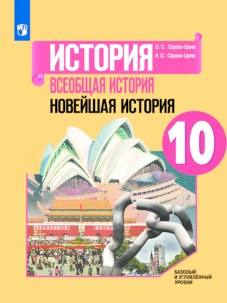 О. С. Сороко-Цюпа
А. О. Сороко-Цюпа
ИСТОРИЯ
ВСЕОБЩАЯ ИСТОРИЯ
НОВЕЙШАЯ ИСТОРИЯ
10
БАЗОВЫЙ
И УГЛУБЛЁННЫЙ
УРОВНИ